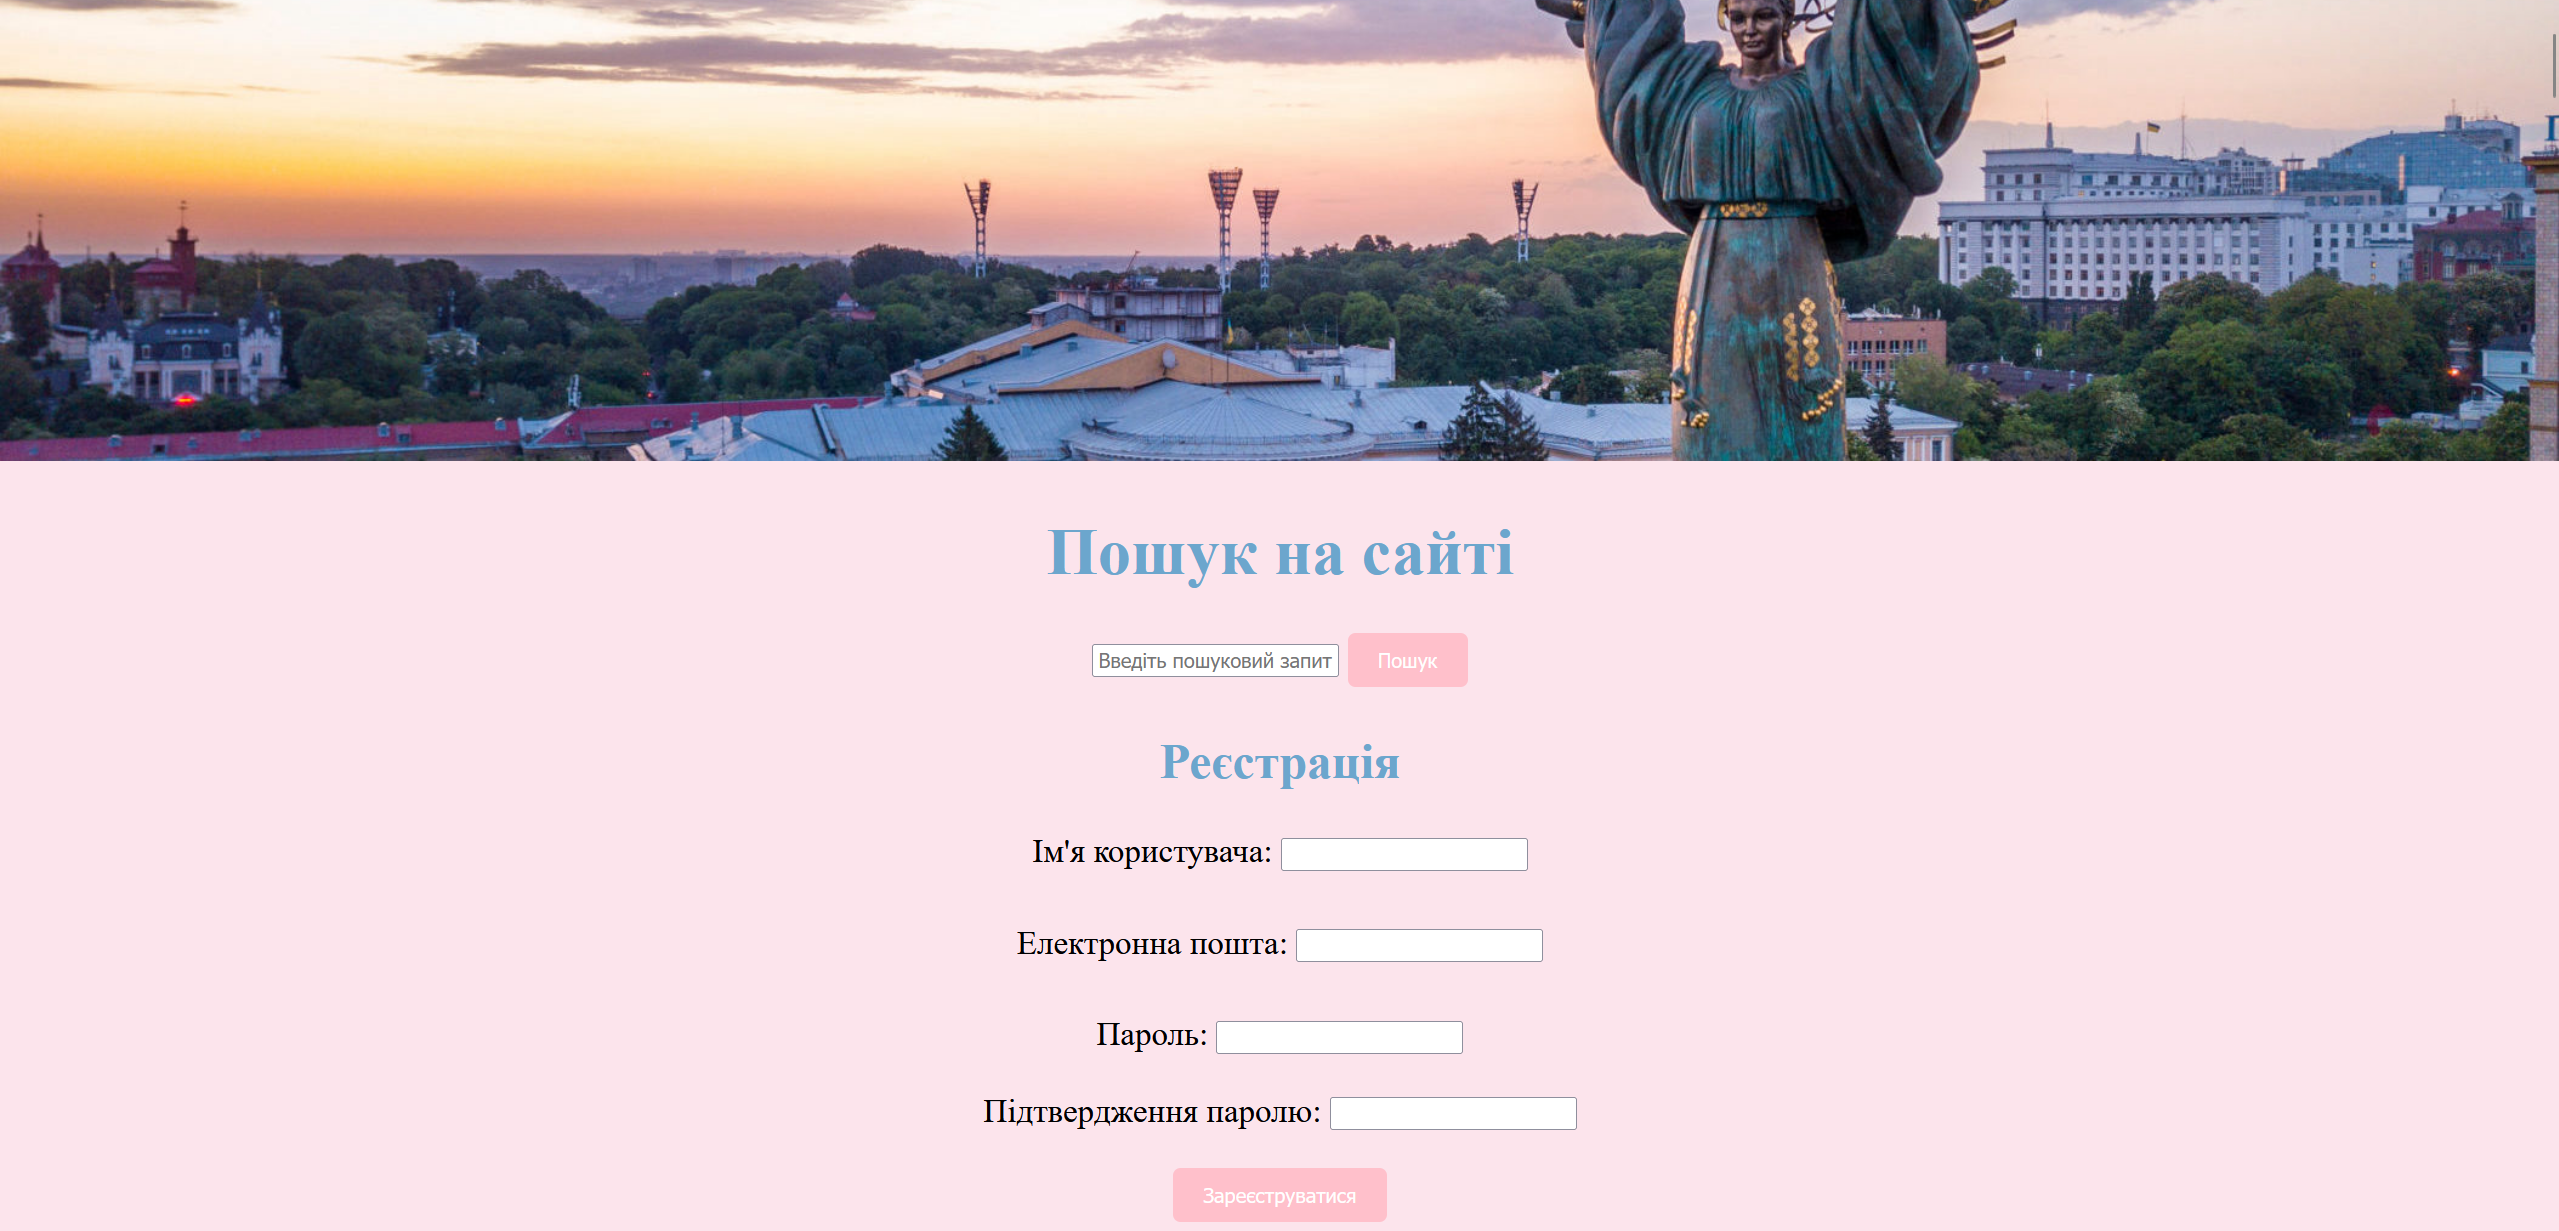 Пошук на сайті
Введіть пошуковий запит Пошук
Реєстрація
Ім'я користувача:
Електронна пошта:
Пароль:
Підтвердження паролю:
Зареєструватися